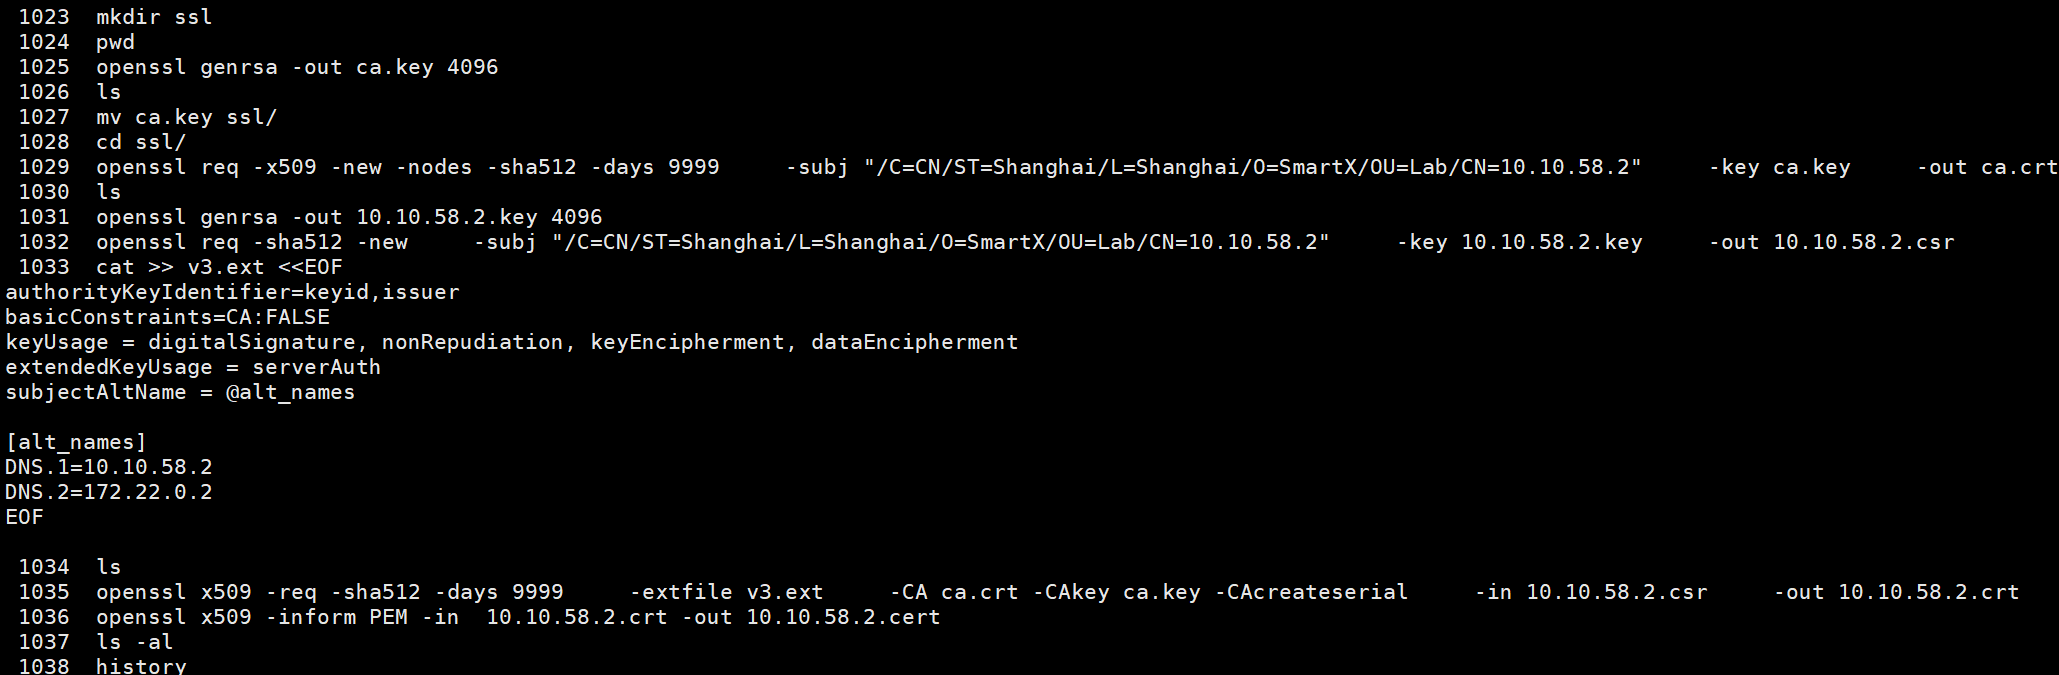 1023  mkdir ssl
1024  pwd
1025  openssl genrsa -out ca.key 4096
1026  ls
1027  mv ca.key ssl/
1028  cd ssl/
1029  openssl req -x509 -new -nodes -sha512 -days 9999     -subj "/C=CN/ST=Shanghai/L=Shanghai/O=SmartX/OU=Lab/CN=10.10.58.2"     -key ca.key     -out ca.crt
1030  ls
1031  openssl genrsa -out 10.10.58.2.key 4096
1032  openssl req -sha512 -new     -subj "/C=CN/ST=Shanghai/L=Shanghai/O=SmartX/OU=Lab/CN=10.10.58.2"     -key 10.10.58.2.key     -out 10.10.58.2.csr
1033  cat >> v3.ext <<EOF
authorityKeyIdentifier=keyid,issuer
basicConstraints=CA:FALSE
keyUsage = digitalSignature, nonRepudiation, keyEncipherment, dataEncipherment
extendedKeyUsage = serverAuth
subjectAltName = @alt_names

[alt_names]
DNS.1=10.10.58.2
DNS.2=172.22.0.2
EOF

1034  ls
1035  openssl x509 -req -sha512 -days 9999     -extfile v3.ext     -CA ca.crt -CAkey ca.key -CAcreateserial     -in 10.10.58.2.csr     -out 10.10.58.2.crt
1036  openssl x509 -inform PEM -in  10.10.58.2.crt -out 10.10.58.2.cert
1037  ls -al
1038  history